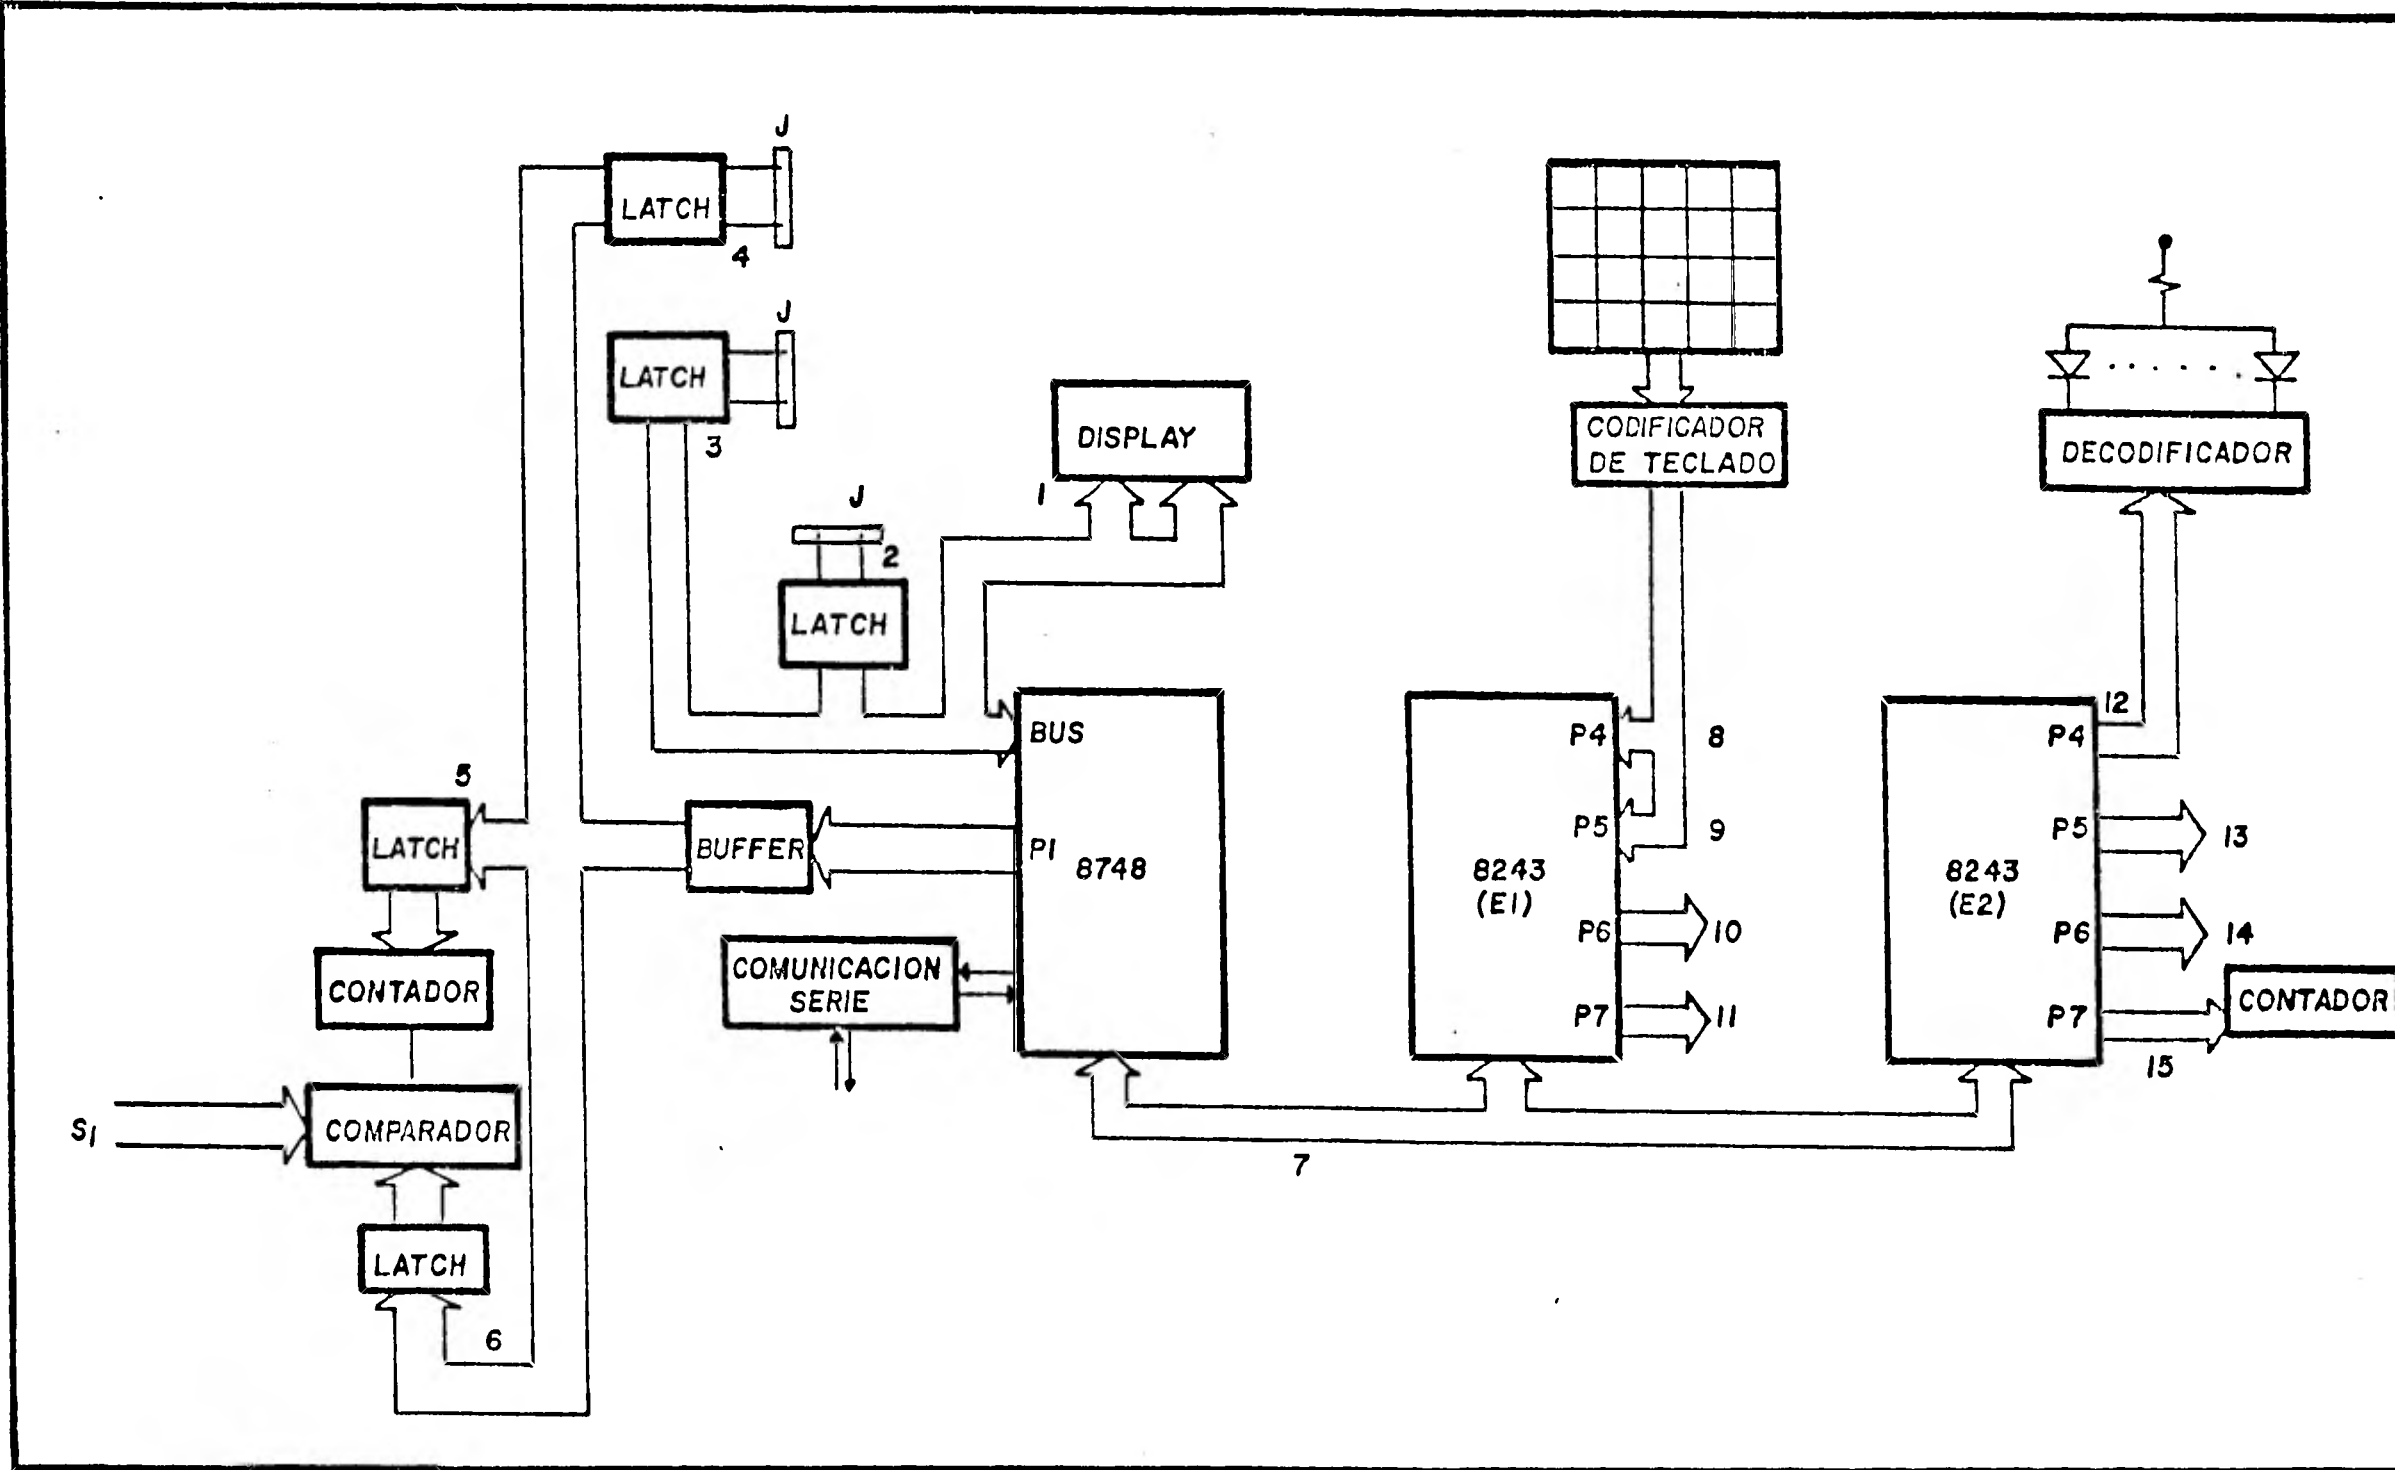 J
LATCH
4
J
LATCH
3
DISPLAY
1
J
2
LATCH
CODIFICADOR
DE TECLADO
DECODIFICADOR
BUS
P1
8748
5
LATCH
BUFFER
CONTADOR
COMUNICACION
SERIE
S1
COMPARADOR
LATCH
6
7
P4
8
P5
9
8243
(E1)
P6
10
P7
11
12
P4
P5
13
8243
(E2)
P6
14
P7
15
CONTADOR